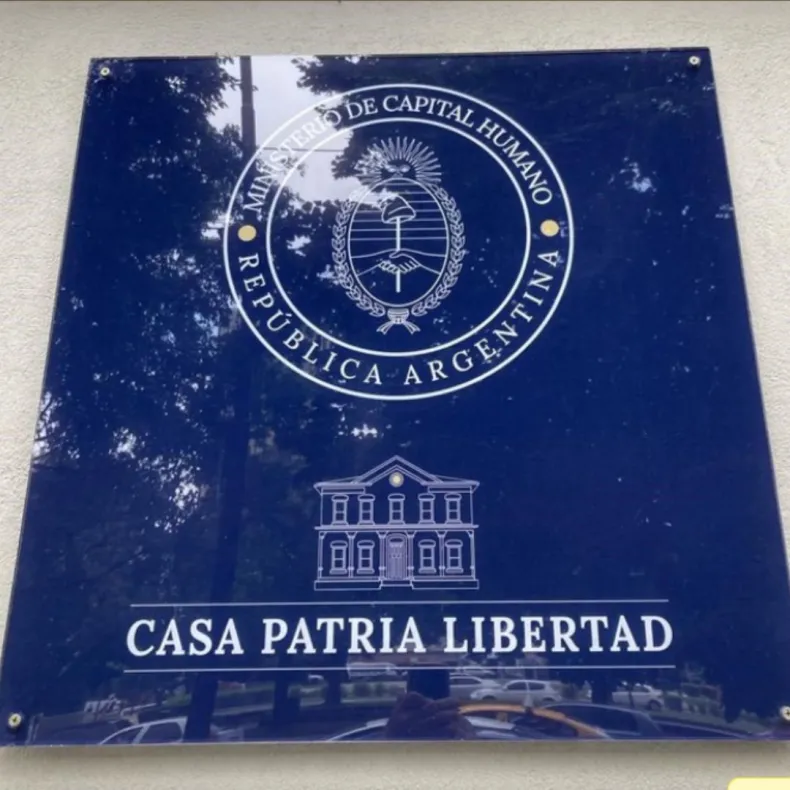 MINISTERIO DE CAPITAL HUMANO
REPÚBLICA ARGENTINA
CASA PATRIA LIBERTAD